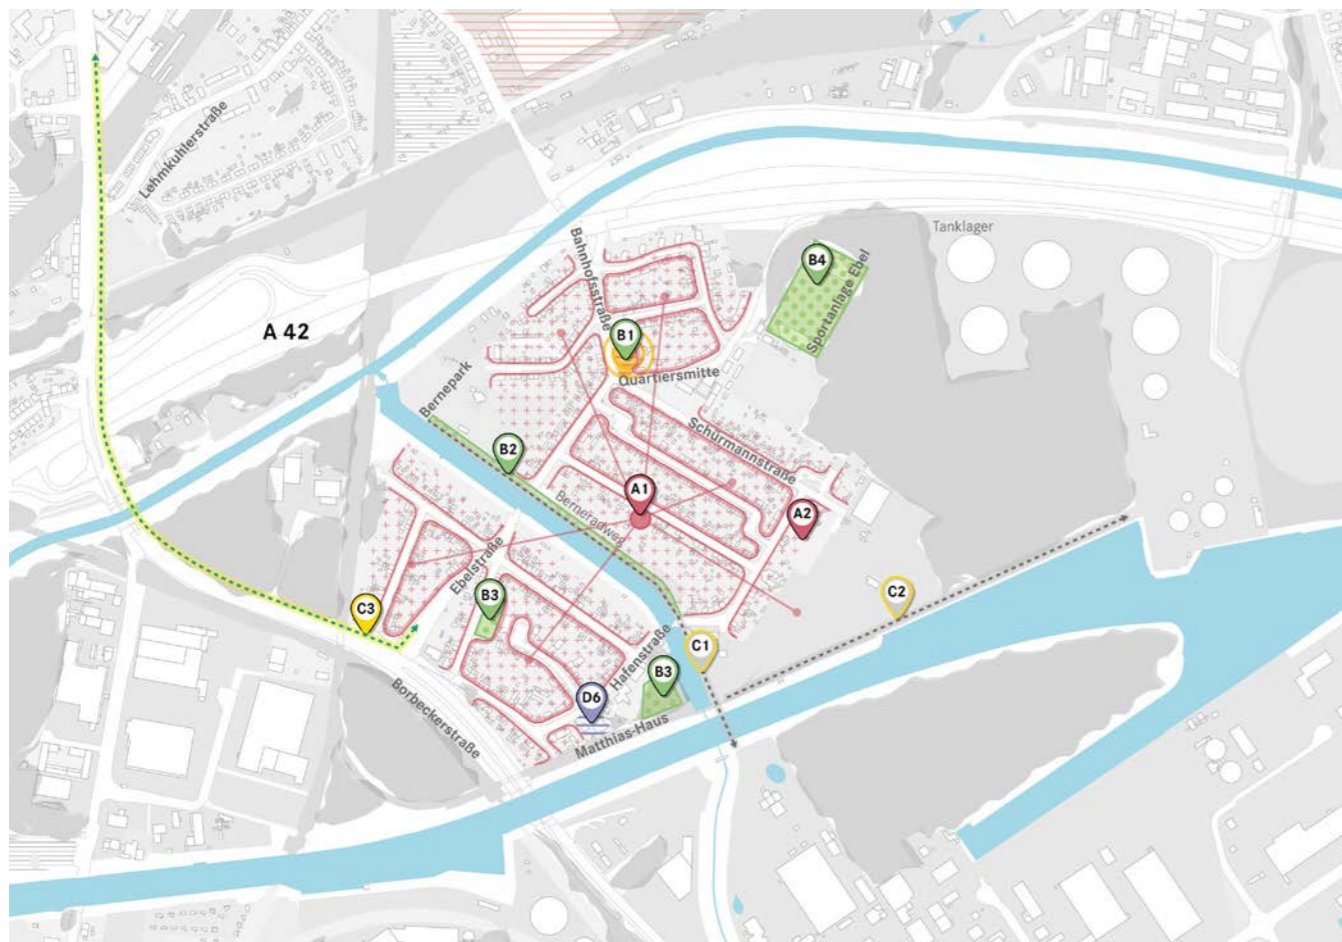 Lehmkuhlerstraße
Tanklager
Bahnhofsstraße
B4
Sportanlage Ebel
A 42
B1
Quartiersmitte
Bernepark
Schürmannstraße
B2
A1
A2
Berneradweg
Ebelstraße
B3
C3
C2
Hafenstraße
C1
B3
Borbeckerstraße
D6
Matthias-Haus